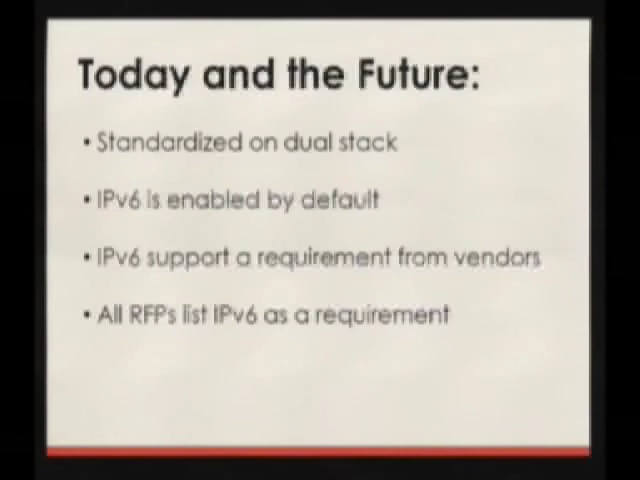 Today and the Future:
• Standardized on dual stack
• IPv6 is enabled by default
• IPv6 support a requirement from vendors
• All RFPs list IPv6 as a requirement